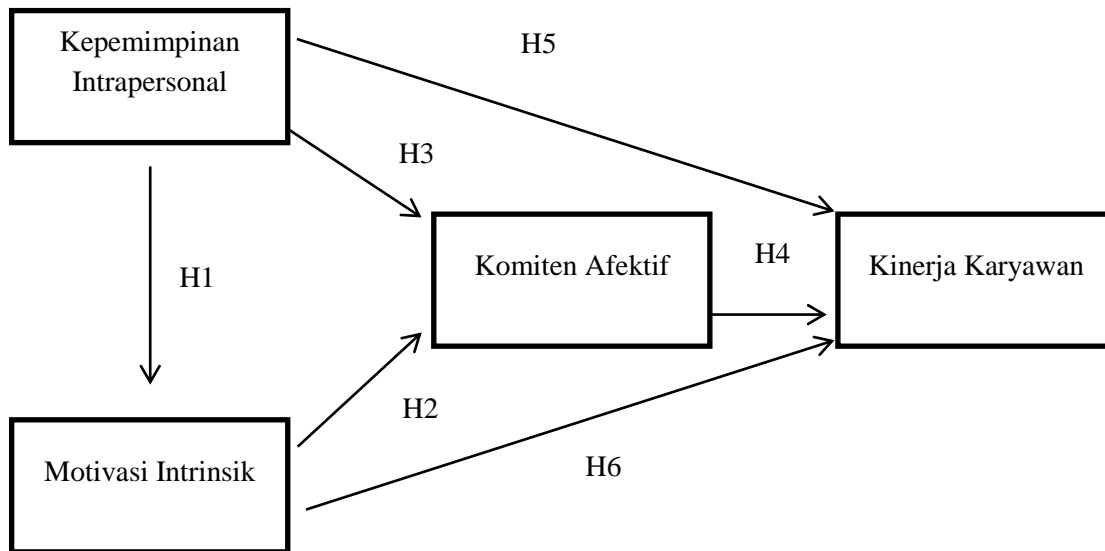 Kepemimpinan
Intrapersonal
H5
H3
Komiten Afektif
H4
Kinerja Karyawan
H1
H2
Motivasi Intrinsik
H6